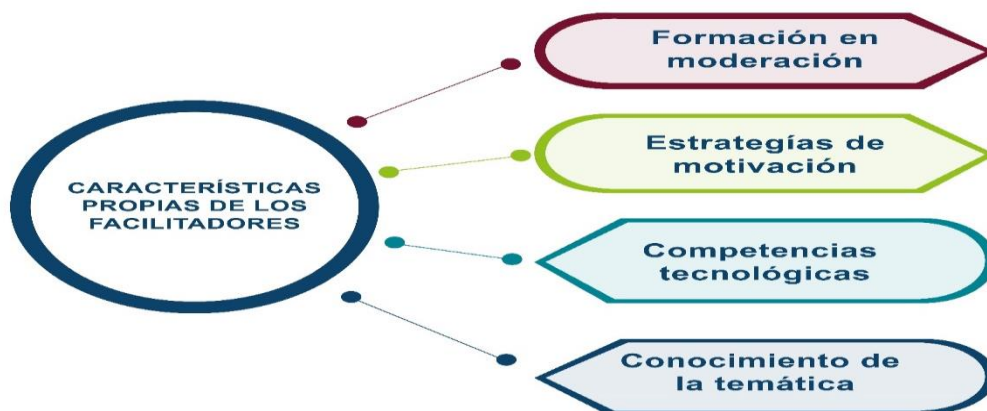 CARACTERÍSTICAS
PROPIAS DE LOS
FACILITADORES
Formación en
moderación
Estrategías de
motivación
Competencias
tecnológicas
Conocimiento de
la temática